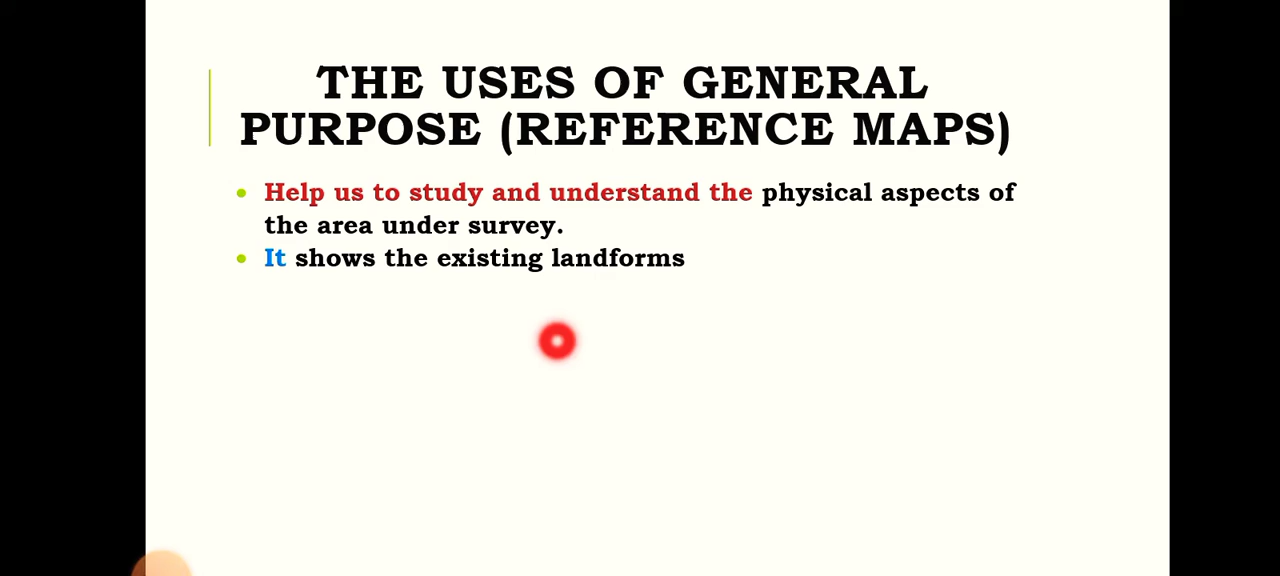 THE USES OF GENERAL
PURPOSE (REFERENCE MAPS)
Help us to study and understand the physical aspects of
the area under survey.
It shows the existing landforms